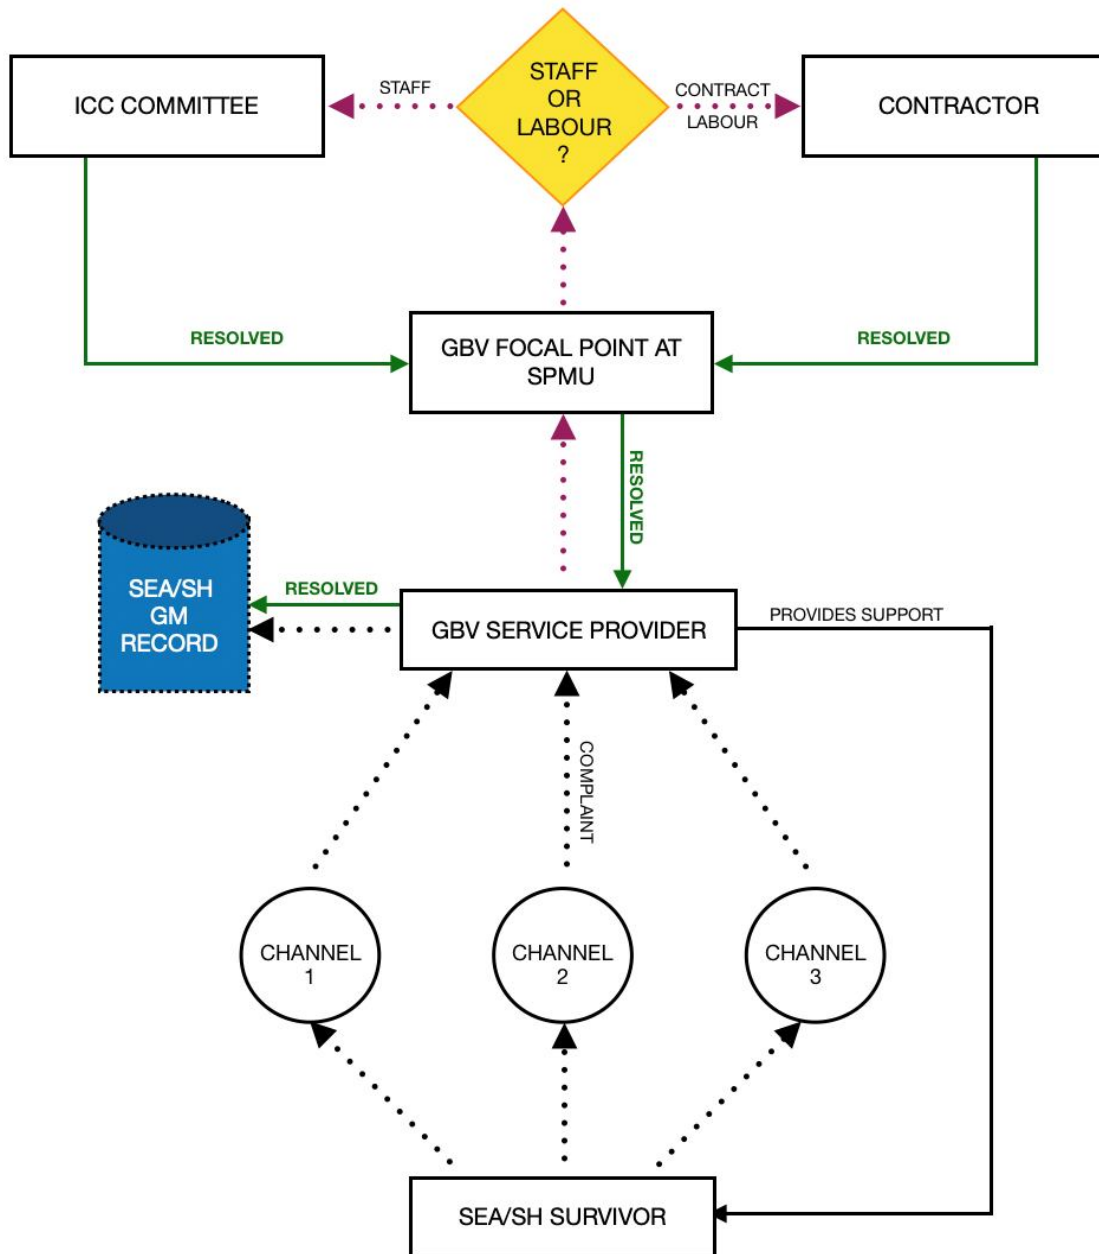 STAFF
OR
LABOUR
?
ICC COMMITTEE
STAFF
CONTRACT
LABOUR
CONTRACTOR
RESOLVED
GBV FOCAL POINT AT
SPMU
RESOLVED
RESOLVED
SEA/SH
GM
RECORD
RESOLVED
GBV SERVICE PROVIDER
PROVIDES SUPPORT
COMPLAINT
CHANNEL
1
CHANNEL
2
CHANNEL
3
SEA/SH SURVIVOR